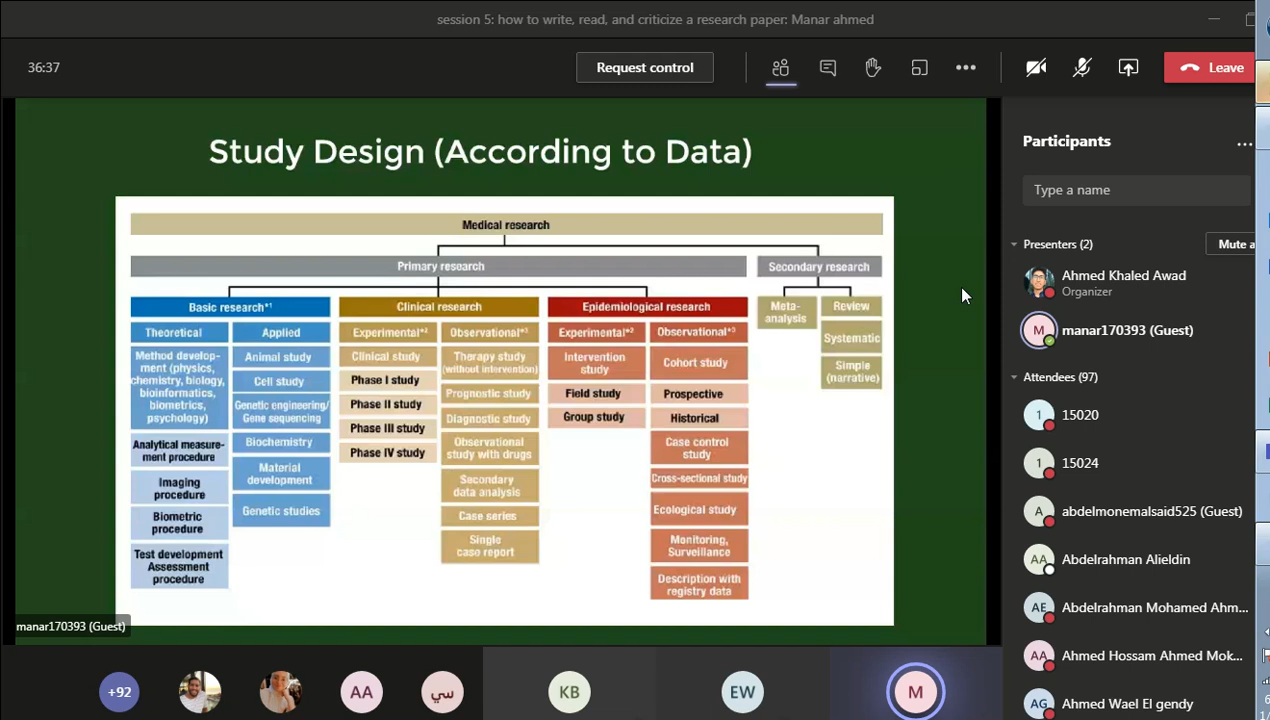 session 5: how to write, read, and criticize a research paper: Manar ahmed
36:37
Request control
Leave
Study Design (According to Data)
Medical research
Primary research
Secondary research
Basic research*1
Clinical research
Epidemiological research
Meta-
analysis
Review
Systematic
Simple
(narrative)
Theoretical
Method develop-
ment (physics,
chemistry, biology,
bioinformatics,
biometrics,
psychology)
Analytical measure-
ment procedure
Imaging
procedure
Biometric
procedure
Test development
Assessment
procedure
Applied
Animal study
Cell study
Genetic engineering/
Gene sequencing
Biochemistry
Material
development
Genetic studies
Experimental*2
Clinical study
Phase I study
Phase II study
Phase III study
Phase IV study
Observational*3
Therapy study
(without intervention)
Prognostic study
Diagnostic study
Observational
study with drugs
Secondary
data analysis
Case series
Single
case report
Experimental*2
Intervention
study
Field study
Group study
Observational*3
Cohort study
Prospective
Historical
Case control
study
Cross-sectional study
Ecological study
Monitoring,
Surveillance
Description with
registry data
manar170393 (Guest)
Participants
Type a name
Presenters (2)
Mute a
Ahmed Khaled Awad
Organizer
M
manar170393 (Guest)
Attendees (97)
1
15020
1
15024
A
abdelmonemalsaid525 (Guest)
AA
Abdelrahman Alieldin
AE
Abdelrahman Mohamed Ahm...
AA
Ahmed Hossam Ahmed Mok...
AG
Ahmed Wael El gendy
+92
AA
سي
KB
EW
M